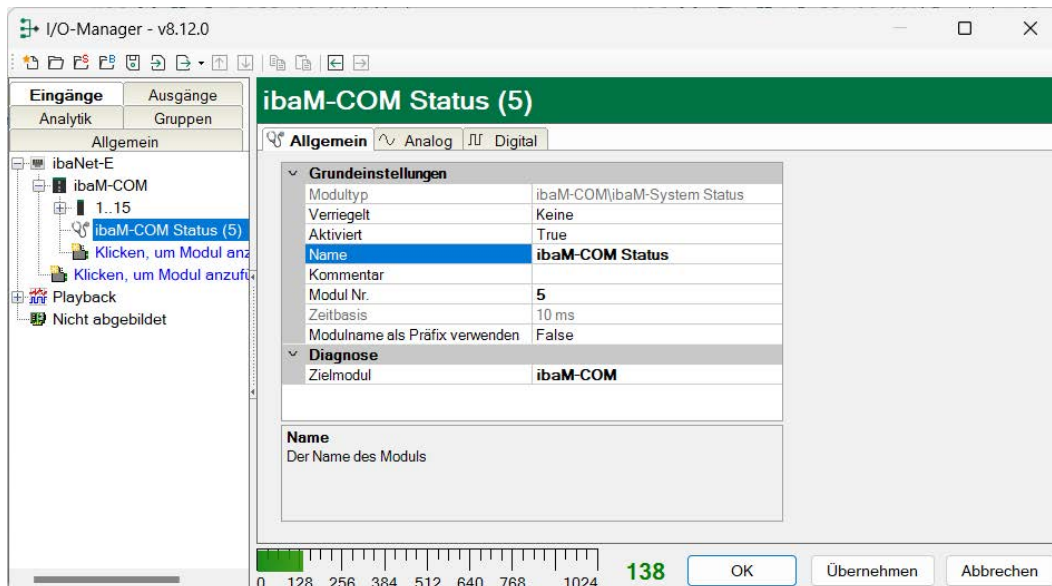 I/O-Manager - v8.12.0
Eingänge Ausgänge
Analytik Gruppen
Allgemein
ibaNet-E
ibaM-COM
1..15
ibaM-COM Status (5)
Klicken, um Modul anz
Klicken, um Modul anzufü
Playback
Nicht abgebildet
ibaM-COM Status (5)
Allgemein Analog Digital
Grundeinstellungen
Modultyp ibaM-COM\ibaM-System Status
Verriegelt Keine
Aktiviert True
Name ibaM-COM Status
Kommentar
Modul Nr. 5
Zeitbasis 10 ms
Modulname als Präfix verwenden False
Diagnose
Zielmodul ibaM-COM
Name
Der Name des Moduls
0 128 256 384 512 640 768 1024
138
OK Übernehmen Abbrechen